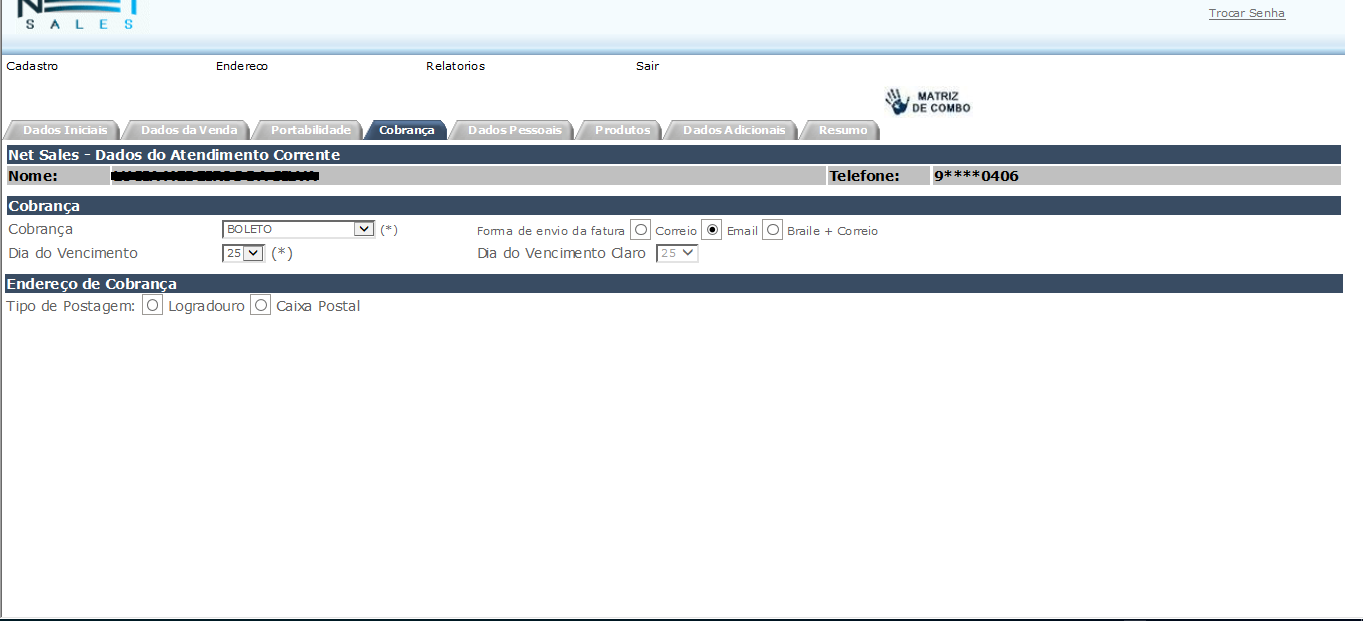 NET
SALES
Trocar Senha
Cadastro Endereco Relatorios Sair
MATRIZ
DE COMBO
Dados Iniciais Dados da Venda Portabilidade Cobrança Dados Pessoais Produtos Dados Adicionais Resumo
Net Sales - Dados do Atendimento Corrente
Nome: Telefone: 9****0406
Cobrança
Cobrança BOLETO (*) Forma de envio da fatura Correio Email Braile + Correio
Dia do Vencimento 25 (*) Dia do Vencimento Claro 25
Endereço de Cobrança
Tipo de Postagem: Logradouro Caixa Postal